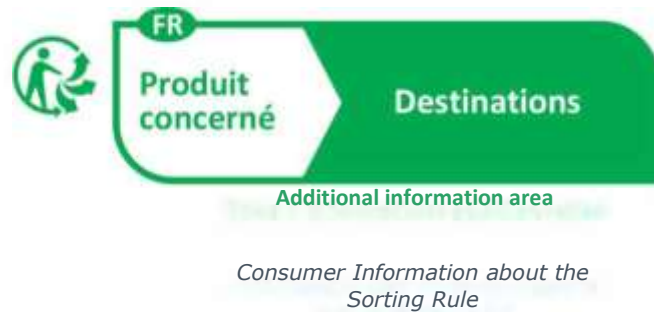 FR
Produit
concerné
Destinations
Additional information area
Consumer Information about the
Sorting Rule